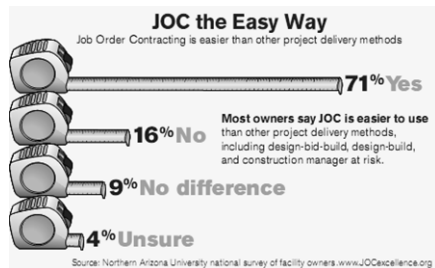 JOC the Easy Way
Job Order Contracting is easier than other project delivery methods
71% Yes
16% No
Most owners say JOC is easier to use
than other project delivery methods,
including design-bid-build, design-build,
and construction manager at risk.
9% No difference
4% Unsure
Source: Northern Arizona University national survey of facility owners.www.JOCexcellence.org